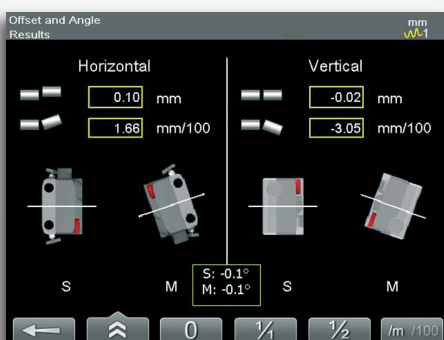 Offset and Angle
Results
mm
1
Horizontal
Vertical
0.10 mm
-0.02 mm
1.66 mm/100
-3.05 mm/100
S
M
S: -0.1°
M: -0.1°
S
M
0
1/1
1/2
/m /100